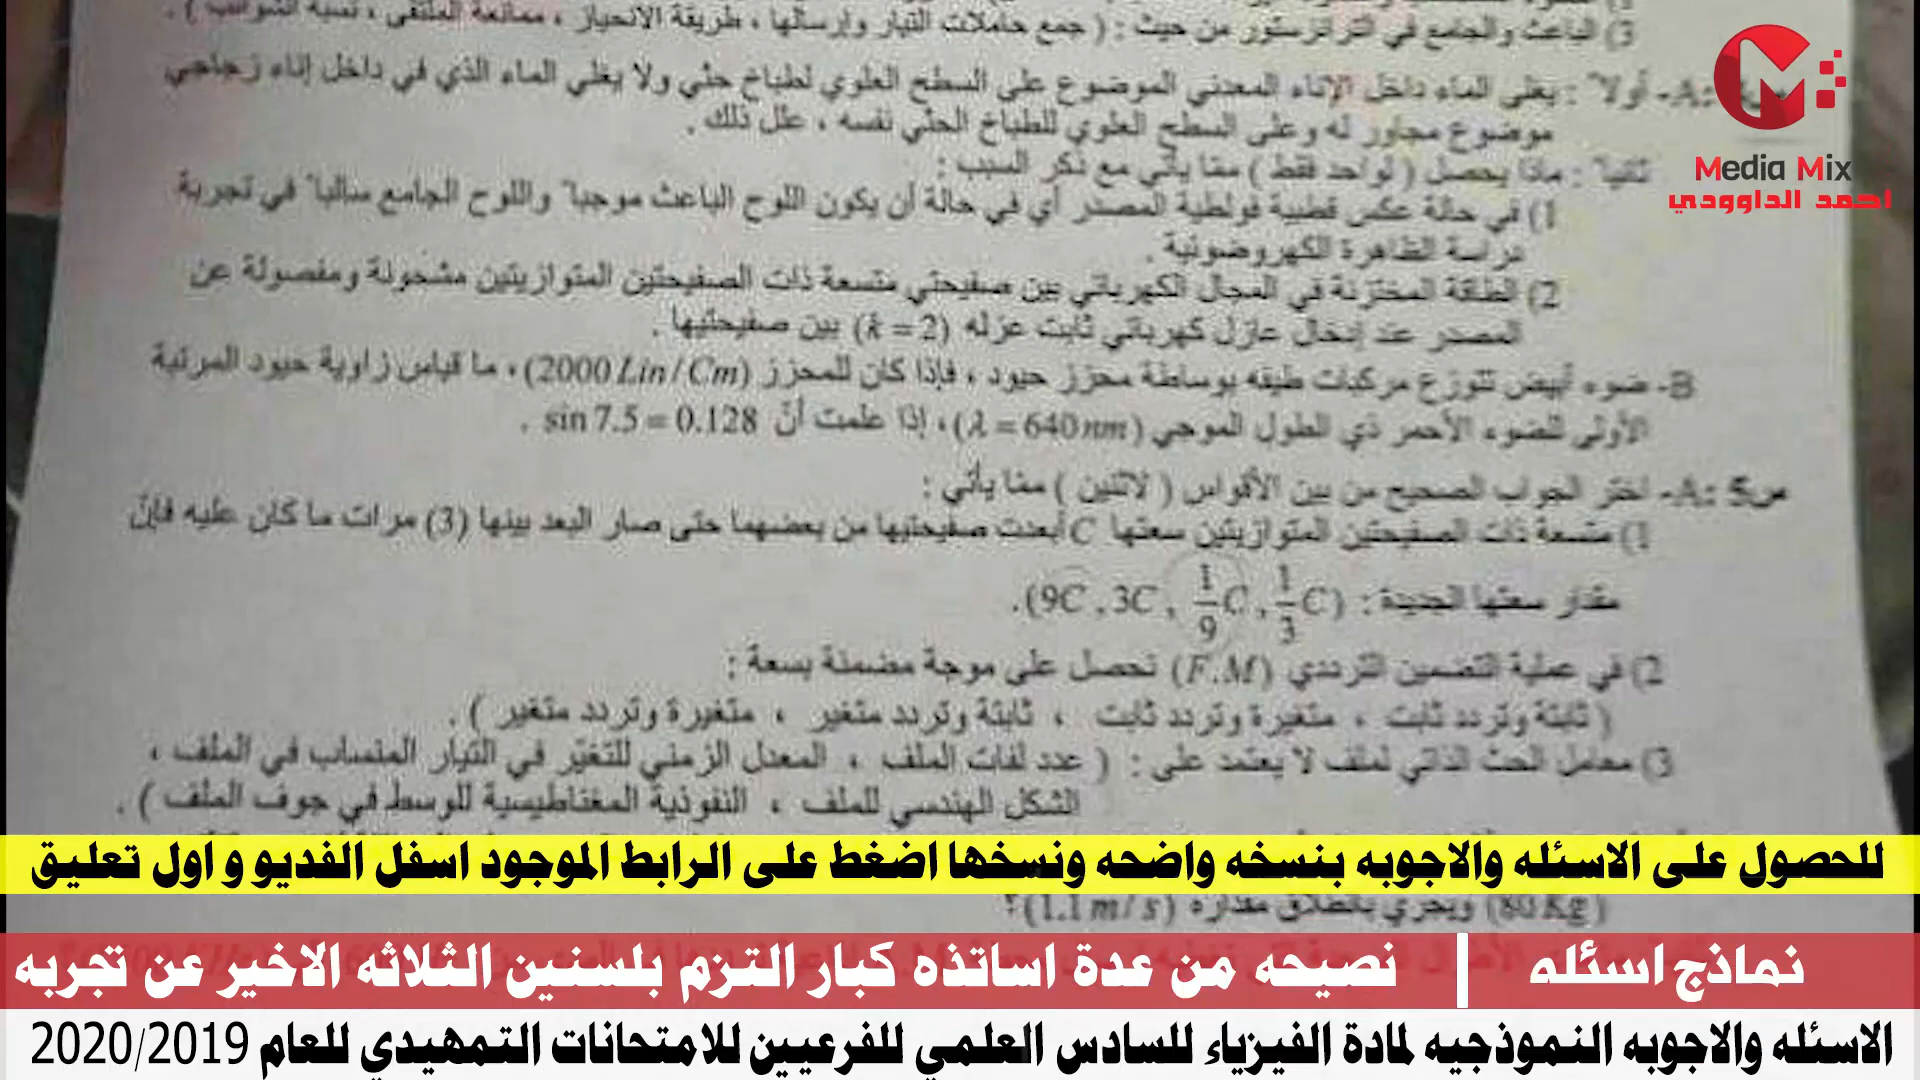 3) الباعث والجامع في الترانزستور من حيث : ( جمع حاملات التيار وإرسالها ، طريقة الانحياز ، ممانعة الملتقى ، نسبة الشوائب ) .
A- أولاً : يغلي الماء داخل الإناء المعدني الموضوع على السطح العلوي لطباخ حثي ولا يغلي الماء الذي في داخل إناء زجاجي
موضوع مجاور له وعلى السطح العلوي للطباخ الحثي نفسه ، علل ذلك .
ثانياً : ماذا يحصل ( لواحد فقط ) مما يأتي مع ذكر السبب :
1) في حالة عكس قطبية فولطية المصدر أي في حالة أن يكون اللوح الباعث موجباً واللوح الجامع سالباً في تجربة
دراسة الظاهرة الكهروضوئية .
2) الطاقة المختزنة في المجال الكهربائي بين صفيحتي متسعة ذات الصفيحتين المتوازيتين مشحونة ومفصولة عن
المصدر عند إدخال عازل كهربائي ثابت عزله (k = 2) بين صفيحتيها .
B- ضوء أبيض تتوزع مركبات طيفه بوساطة محزز حيود ، فإذا كان للمحزز (2000 Lin / Cm) ، ما قياس زاوية حيود المرتبة
الأولى للضوء الأحمر ذي الطول الموجي (λ = 640 nm) ، إذا علمت أنّ sin 7.5 = 0.128 .
س5 : A- اختر الجواب الصحيح من بين الأقواس ( لاثنين ) مما يأتي :
1) متسعة ذات الصفيحتين المتوازيتين سعتها C أبعدت صفيحتيها من بعضهما حتى صار البعد بينها (3) مرات ما كان عليه فإنّ
مقدار سعتها الجديدة : (9C , 3C , 1/9 C , 1/3 C).
2) في عملية التضمين الترددي (F.M) نحصل على موجة مضمنة بسعة :
( ثابتة وتردد ثابت ، متغيرة وتردد ثابت ، ثابتة وتردد متغير ، متغيرة وتردد متغير ) .
3) معامل الحث الذاتي لملف لا يعتمد على : ( عدد لفات الملف ، المعدل الزمني للتغيّر في التيار المنساب في الملف ،
الشكل الهندسي للملف ، النفوذية المغناطيسية للوسط في جوف الملف ) .
Media Mix
احمد الداوودي
للحصول على الاسئله والاجوبه بنسخه واضحه ونسخها اضغط على الرابط الموجود اسفل الفديو و اول تعليق
(80 Kg) ويجري بانطلاق مقداره (1.1 m / s) ؟
نماذج اسئله | نصيحه من عدة اساتذه كبار التزم بلسنين الثلاثه الاخير عن تجربه
الاسئله والاجوبه النموذجيه لمادة الفيزياء للسادس العلمي للفرعيين للامتحانات التمهيدي للعام 2020/2019